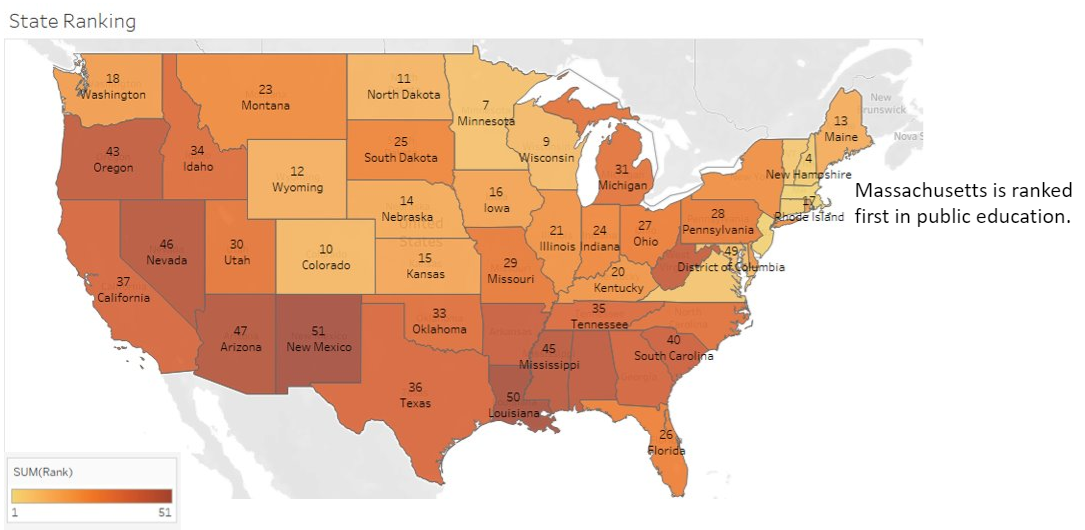 State Ranking
18
Washington
23
Montana
11
North Dakota
7
Minnesota
New
Brunswick
13
Maine
Nova S
43
Oregon
34
Idaho
12
Wyoming
25
South Dakota
9
Wisconsin
31
Michigan
4
New Hampshire
Massachusetts is ranked
first in public education.
17
Rhode Island
14
Nebraska
United
States
16
Iowa
46
Nevada
30
Utah
10
Colorado
15
Kansas
21
Illinois
24
Indiana
27
Ohio
28
Pennsylvania
49
District of Columbia
37
California
29
Missouri
20
Kentucky
47
Arizona
51
New Mexico
33
Oklahoma
35
Tennessee
North
Carolina
45
Mississippi
40
South Carolina
36
Texas
50
Louisiana
26
Florida
SUM(Rank)
1 51